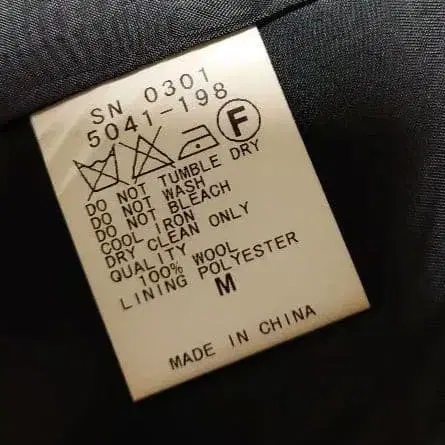 SN 0301
5041-198
F
DO NOT TUMBLE DRY
DO NOT WASH
DO NOT BLEACH
COOL IRON
DRY CLEAN ONLY
QUALITY
100% WOOL
LINING POLYESTER
M
MADE IN CHINA